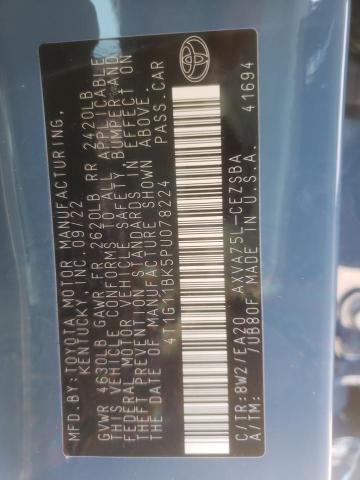 MFD.BY:TOYOTA MOTOR MANUFACTURING,
KENTUCKY, INC. 09/22
GVWR 4630LB GAWR FR 2620LB RR 2420LB
THIS VEHICLE CONFORMS TO ALL APPLICABLE
FEDERAL MOTOR VEHICLE SAFETY, BUMPER, AND
THEFT PREVENTION STANDARDS IN EFFECT ON
THE DATE OF MANUFACTURE SHOWN ABOVE.
4T1G11BK5PU078224 PASS.CAR
C/TR:8W2/EA20 AXVA75L-CEZSBA
A/TM: /UB80F MADE IN U.S.A. 41694